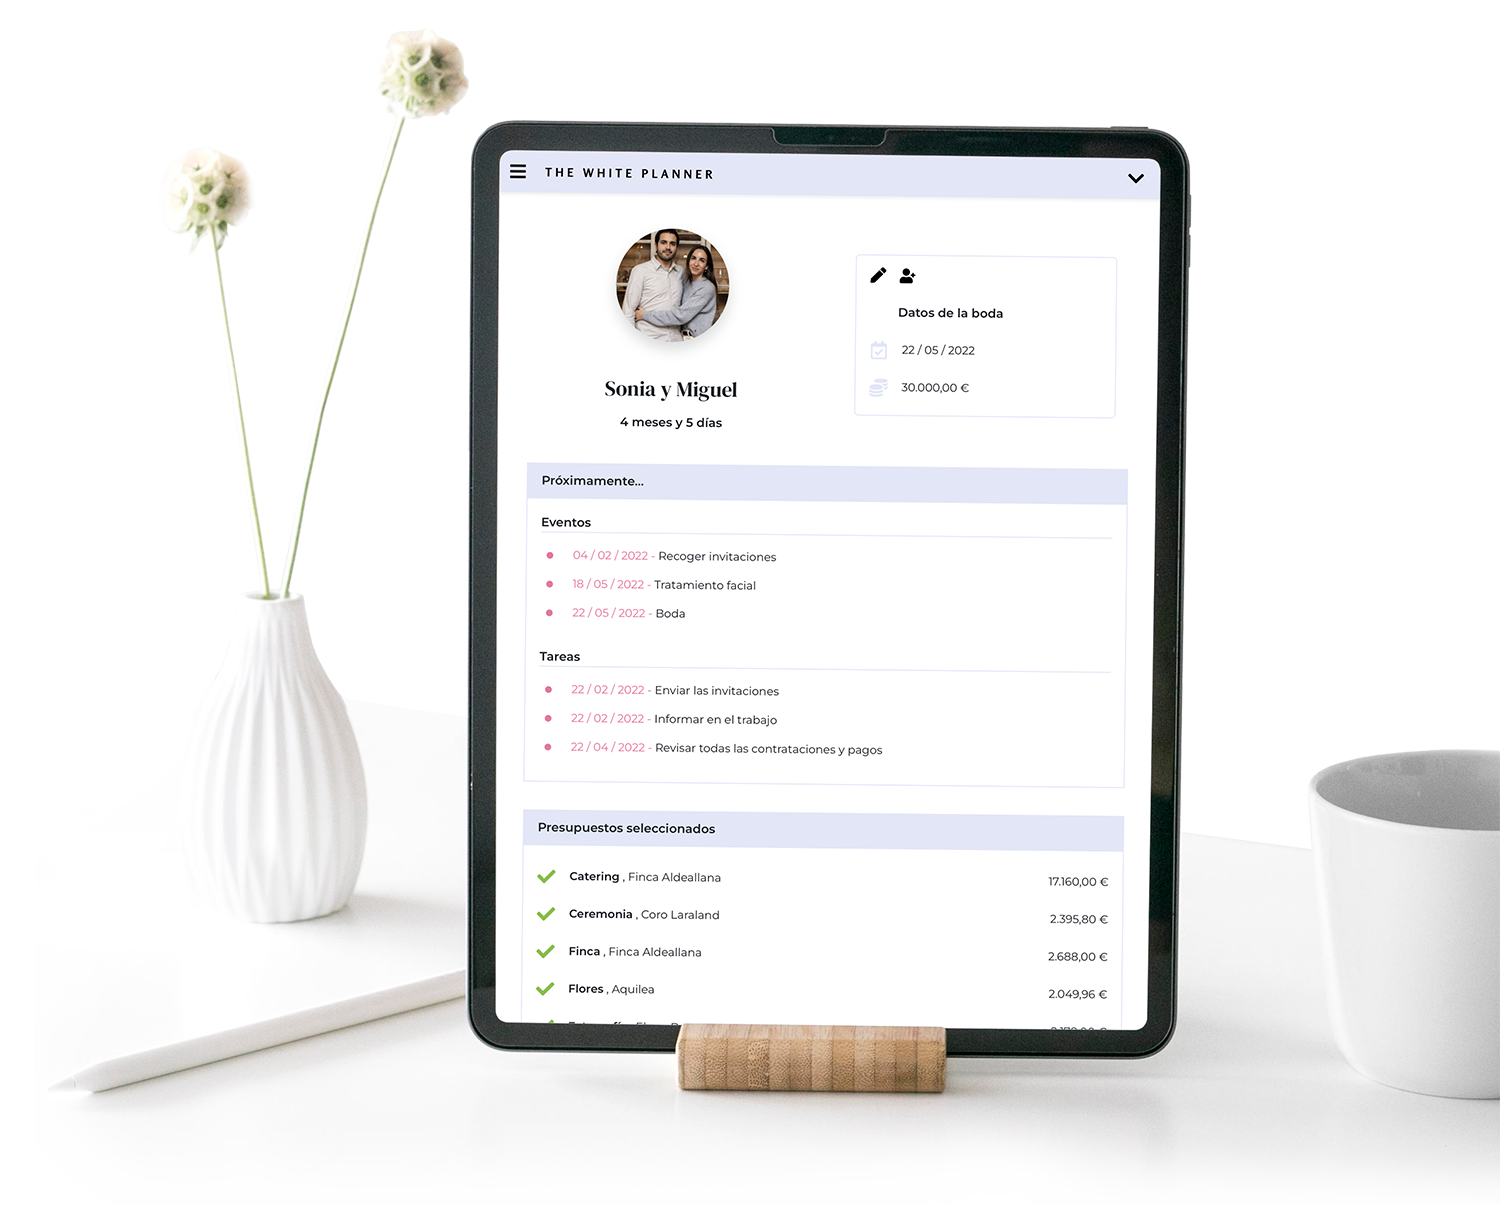 THE WHITE PLANNER
Sonia y Miguel
4 meses y 5 días
Datos de la boda
22 / 05 / 2022
30.000,00 €
Próximamente...
Eventos
04 / 02 / 2022 - Recoger invitaciones
18 / 05 / 2022 - Tratamiento facial
22 / 05 / 2022 - Boda
Tareas
22 / 02 / 2022 - Enviar las invitaciones
22 / 02 / 2022 - Informar en el trabajo
22 / 04 / 2022 - Revisar todas las contrataciones y pagos
Presupuestos seleccionados
Catering , Finca Aldeallana 17.160,00 €
Ceremonia , Coro Laraland 2.395,80 €
Finca , Finca Aldeallana 2.688,00 €
Flores , Aquilea 2.049,96 €